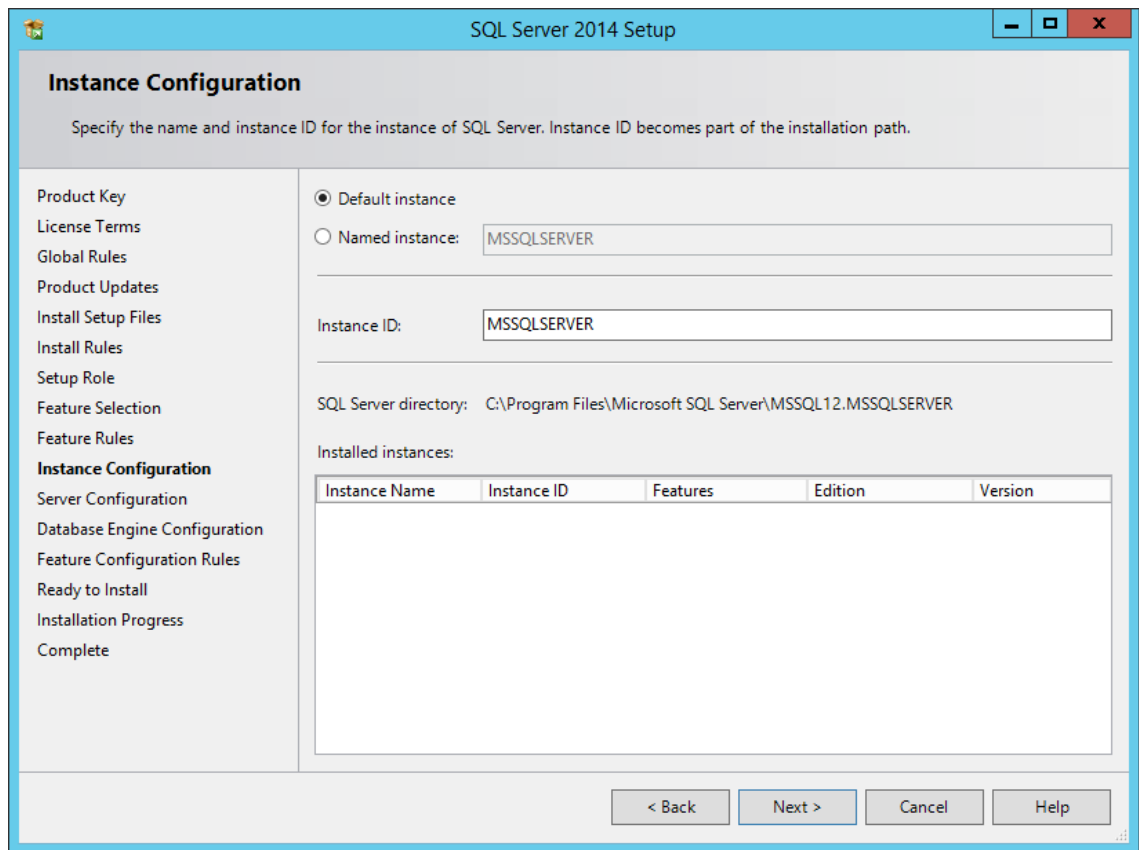 SQL Server 2014 Setup
Instance Configuration
Specify the name and instance ID for the instance of SQL Server. Instance ID becomes part of the installation path.
Product Key
License Terms
Global Rules
Product Updates
Install Setup Files
Install Rules
Setup Role
Feature Selection
Feature Rules
Instance Configuration
Server Configuration
Database Engine Configuration
Feature Configuration Rules
Ready to Install
Installation Progress
Complete
Default instance
Named instance: MSSQLSERVER
Instance ID: MSSQLSERVER
SQL Server directory: C:\Program Files\Microsoft SQL Server\MSSQL12.MSSQLSERVER
Installed instances:
Instance Name Instance ID Features Edition Version
< Back Next > Cancel Help